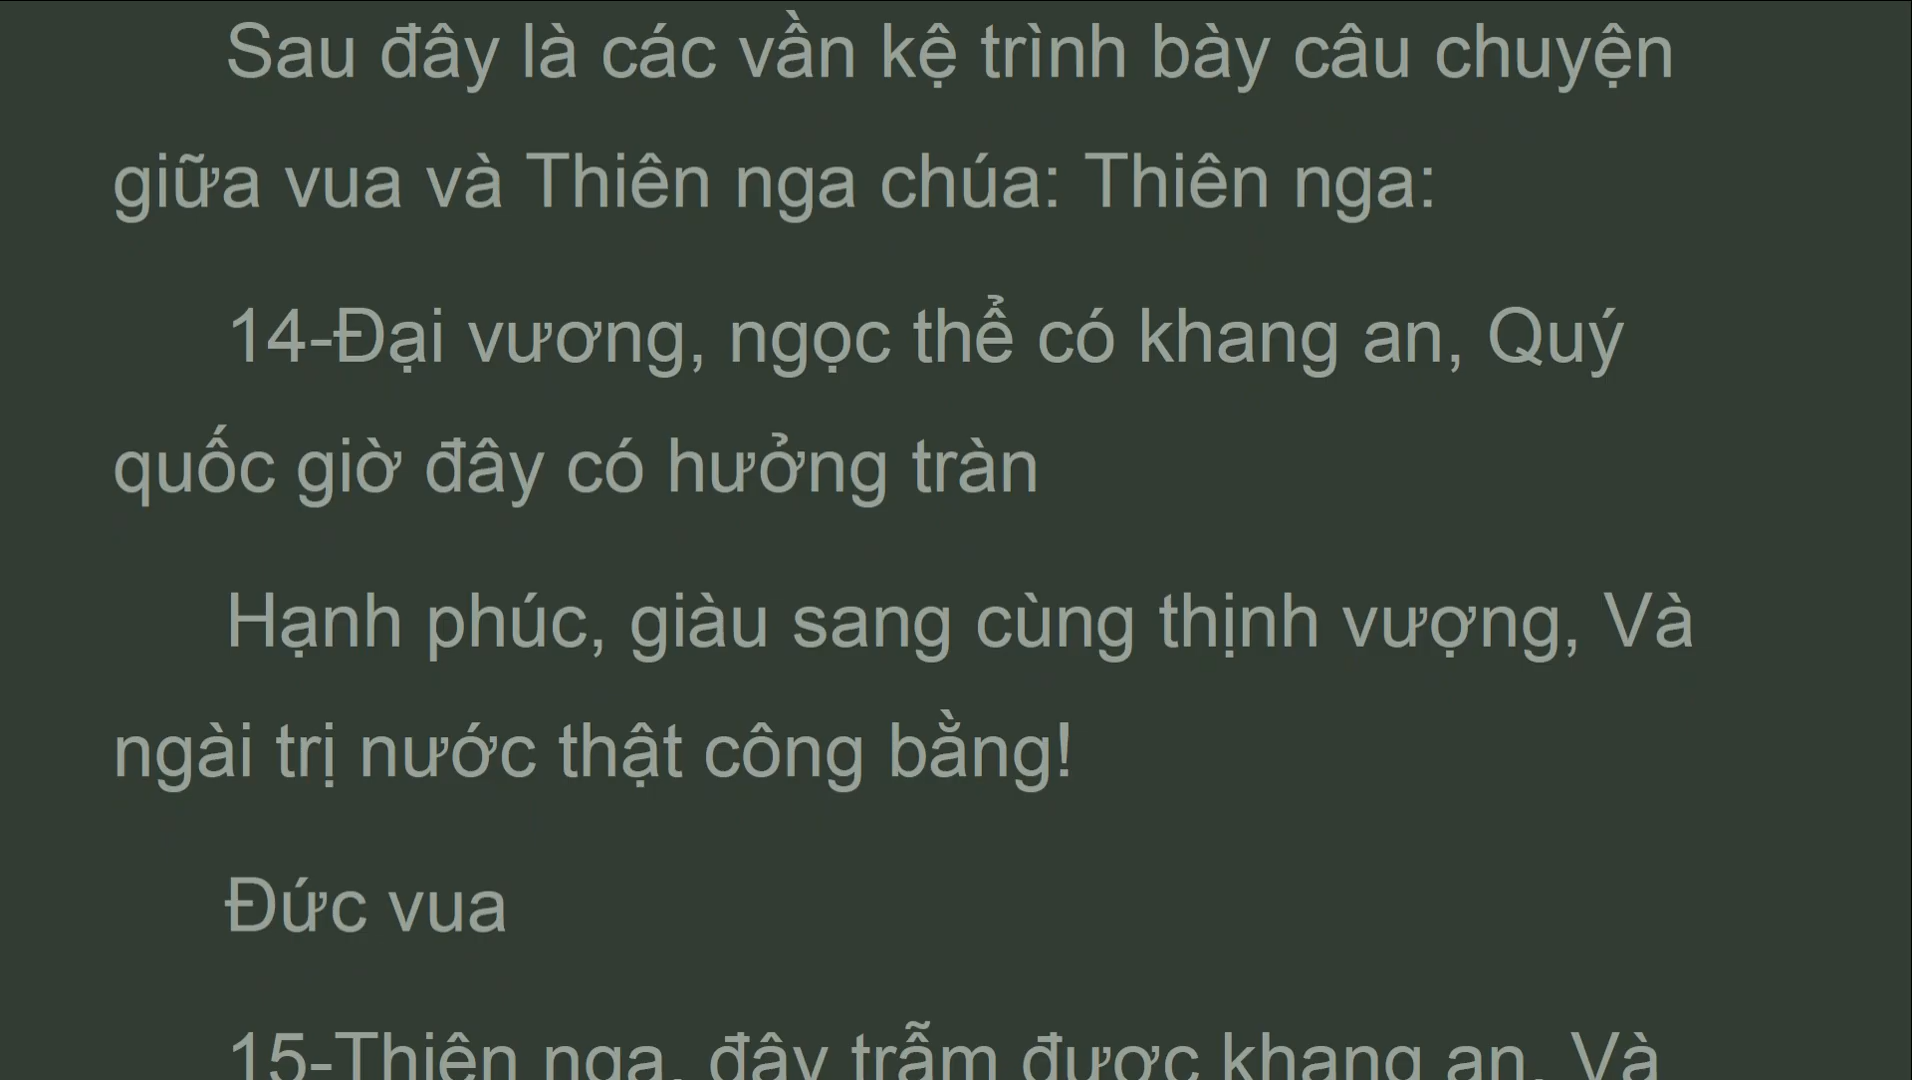 Sau đây là các vần kệ trình bày câu chuyện
giữa vua và Thiên nga chúa: Thiên nga:
14-Đại vương, ngọc thể có khang an, Quý
quốc giờ đây có hưởng tràn
Hạnh phúc, giàu sang cùng thịnh vượng, Và
ngài trị nước thật công bằng!
Đức vua
15-Thiên nga, đây trẫm được khang an, Và